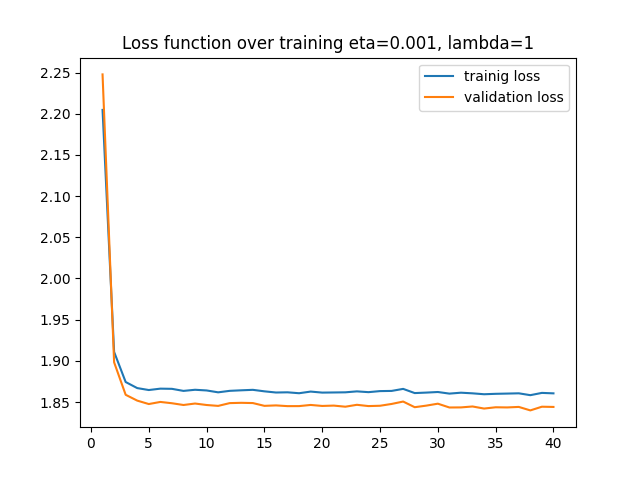 Loss function over training eta=0.001, lambda=1
trainig loss
validation loss
2.25
2.20
2.15
2.10
2.05
2.00
1.95
1.90
1.85
0 5 10 15 20 25 30 35 40